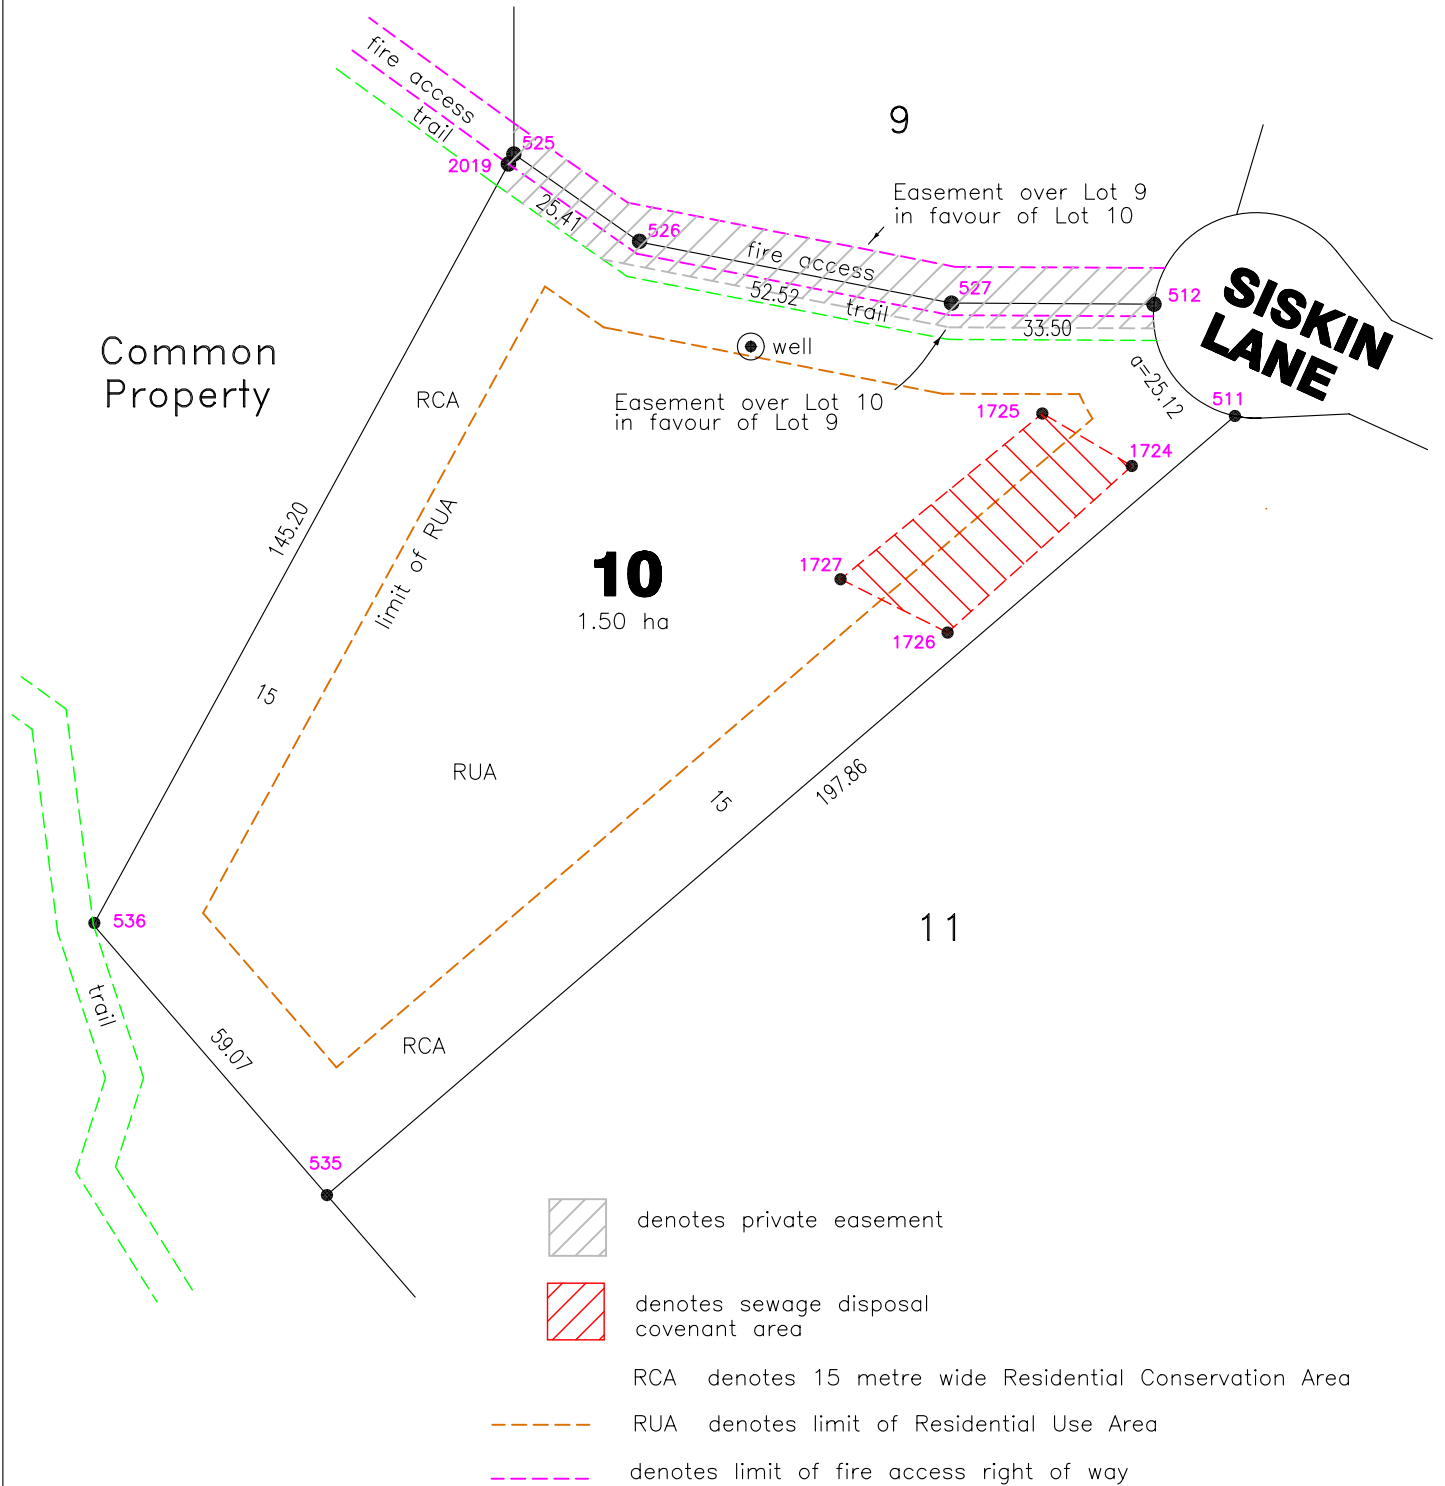 fire access
trail
9
525
2019
25.41
526
Easement over Lot 9
in favour of Lot 10
fire access
trail
52.52
527
512
33.50
SISKIN
LANE
Common
Property
well
a=25.12
511
RCA
Easement over Lot 10
in favour of Lot 9
1725
1724
145.20
limit of RUA
10
1.50 ha
1727
1726
15
RUA
15
197.86
536
11
trail
59.07
RCA
535
denotes private easement
denotes sewage disposal
covenant area
RCA denotes 15 metre wide Residential Conservation Area
RUA denotes limit of Residential Use Area
denotes limit of fire access right of way